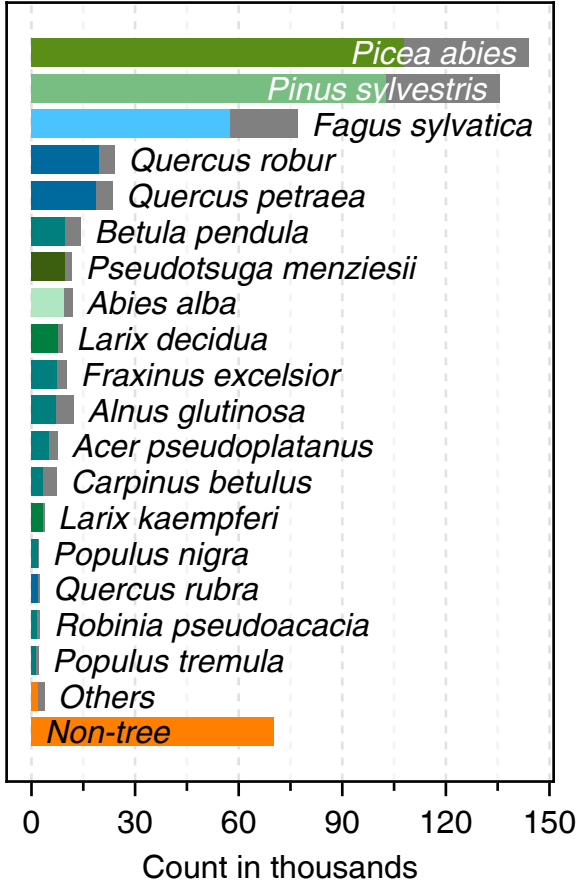 Picea abies
Pinus sylvestris
Fagus sylvatica
Quercus robur
Quercus petraea
Betula pendula
Pseudotsuga menziesii
Abies alba
Larix decidua
Fraxinus excelsior
Alnus glutinosa
Acer pseudoplatanus
Carpinus betulus
Larix kaempferi
Populus nigra
Quercus rubra
Robinia pseudoacacia
Populus tremula
Others
Non-tree
0 30 60 90 120 150
Count in thousands